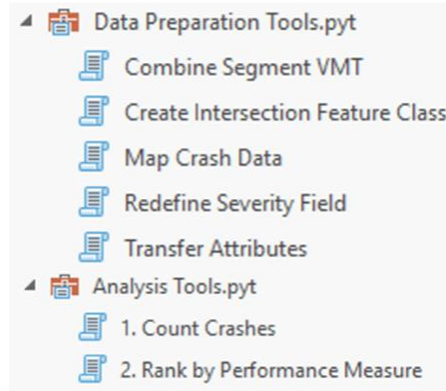 Data Preparation Tools.pyt
Combine Segment VMT
Create Intersection Feature Class
Map Crash Data
Redefine Severity Field
Transfer Attributes
Analysis Tools.pyt
1. Count Crashes
2. Rank by Performance Measure